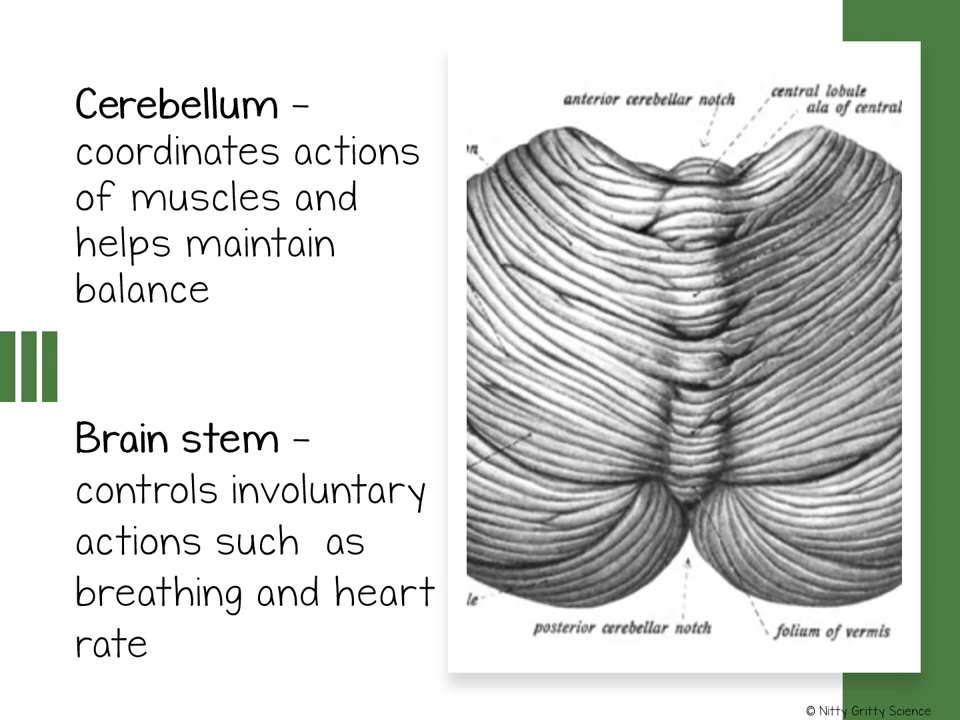 Cerebellum –
coordinates actions
of muscles and
helps maintain
balance
Brain stem –
controls involuntary
actions such as
breathing and heart
rate
anterior cerebellar notch
central lobule
ala of central
posterior cerebellar notch
folium of vermis
© Nitty Gritty Science